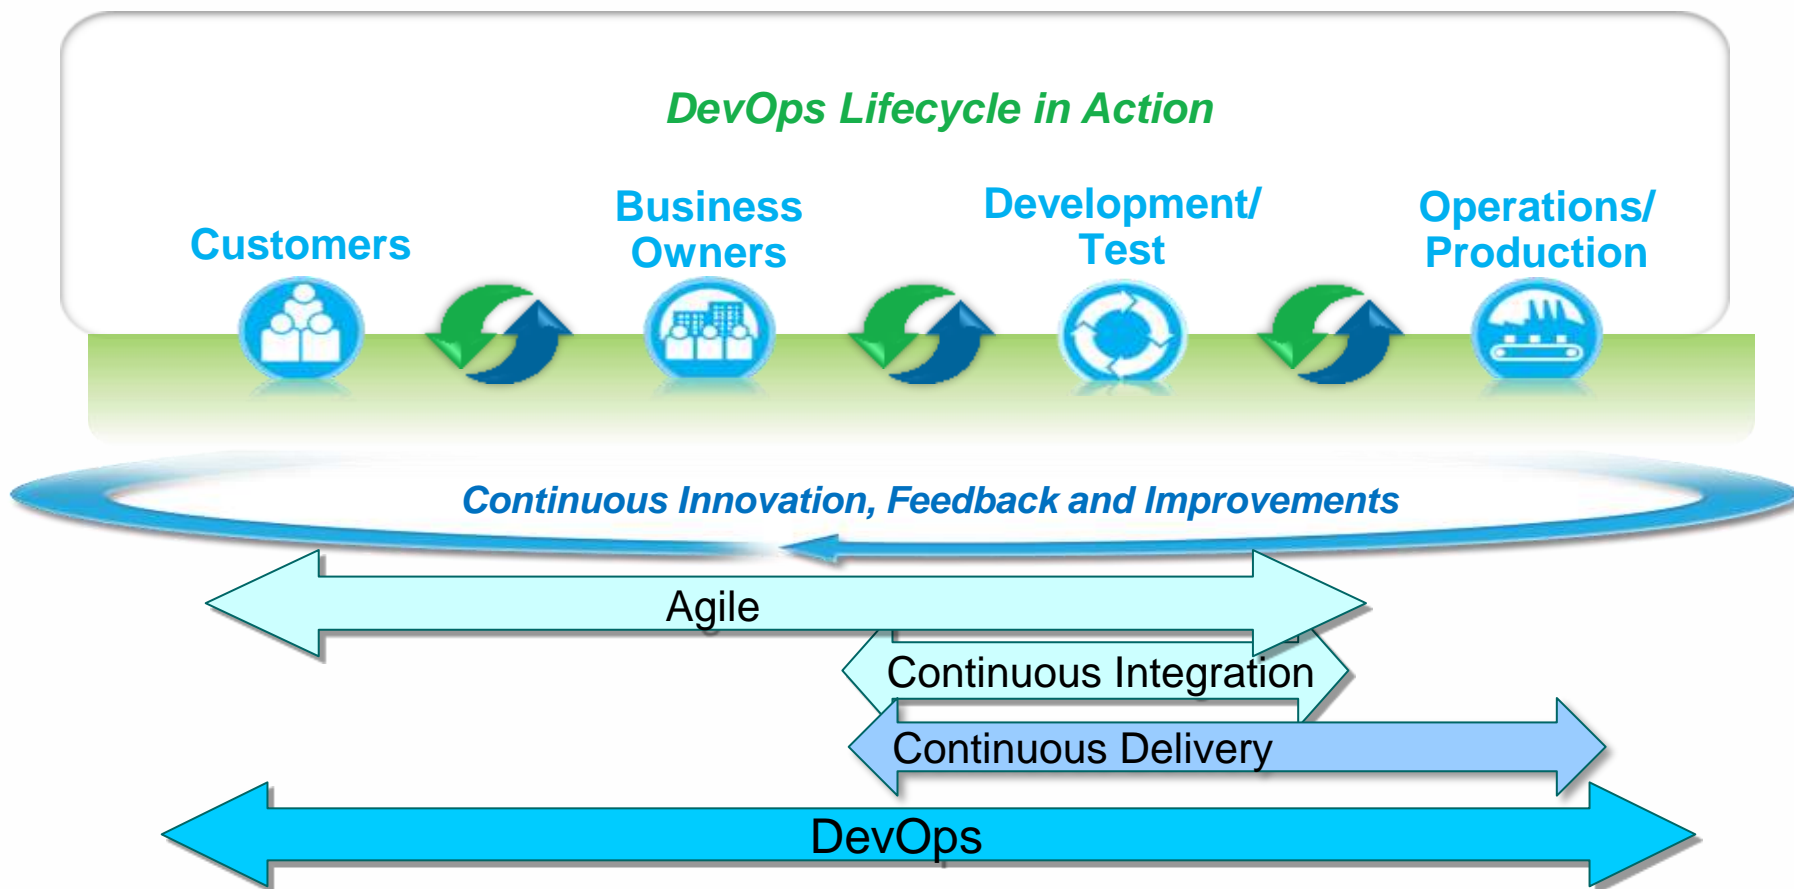 DevOps Lifecycle in Action
Customers
Business
Owners
Development/
Test
Operations/
Production
Continuous Innovation, Feedback and Improvements
Agile
Continuous Integration
Continuous Delivery
DevOps